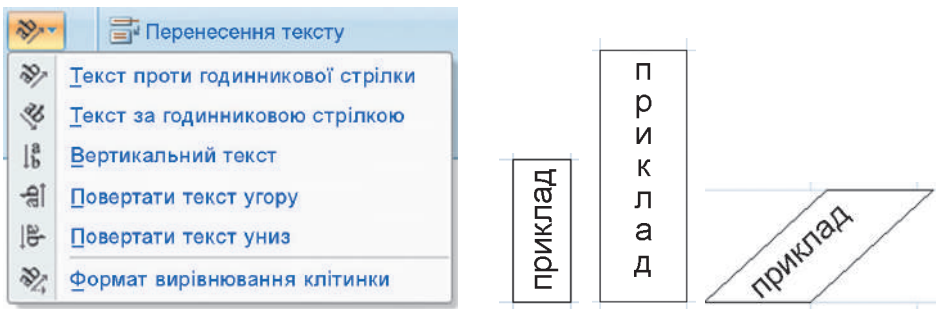 Перенесення тексту
Текст проти годинникової стрілки
Текст за годинниковою стрілкою
Вертикальний текст
Повертати текст угору
Повертати текст униз
Формат вирівнювання клітинки
приклад
приклад
приклад